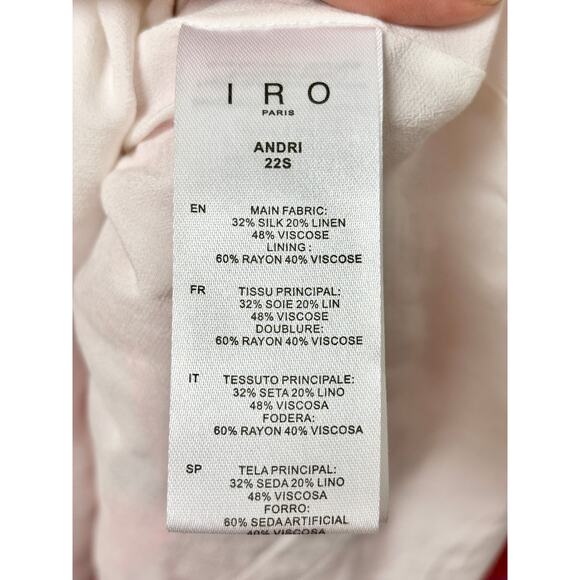 IRO
PARIS
ANDRI
22S
EN MAIN FABRIC:
32% SILK 20% LINEN
48% VISCOSE
LINING :
60% RAYON 40% VISCOSE
FR TISSU PRINCIPAL:
32% SOIE 20% LIN
48% VISCOSE
DOUBLURE:
60% RAYON 40% VISCOSE
IT TESSUTO PRINCIPALE:
32% SETA 20% LINO
48% VISCOSA
FODERA:
60% RAYON 40% VISCOSA
SP TELA PRINCIPAL:
32% SEDA 20% LINO
48% VISCOSA
FORRO:
60% SEDA ARTIFICIAL
40% VISCOSA